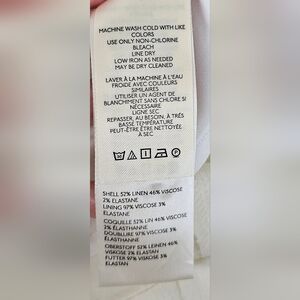 MACHINE WASH COLD WITH LIKE
COLORS
USE ONLY NON-CHLORINE
BLEACH
LINE DRY
LOW IRON AS NEEDED
MAY BE DRY CLEANED
LAVER À LA MACHINE À L'EAU
FROIDE AVEC COULEURS
SIMILAIRES
UTILISER UN AGENT DE
BLANCHIMENT SANS CHLORE SI
NÉCESSAIRE
LIGNE SEC
REPASSER, AU BESOIN, À TRÈS
BASSE TEMPÉRATURE
PEUT-ÊTRE ÊTRE NETTOYÉE
À SEC
SHELL 52% LINEN 46% VISCOSE
2% ELASTANE
LINING 97% VISCOSE 3%
ELASTANE
COQUILLE 52% LIN 46% VISCOSE
2% ÉLASTHANNE
DOUBLURE 97% VISCOSE 3%
ÉLASTHANNE
OBERSTOFF 52% LEINEN 46%
VISKOSE 2% ELASTAN
FUTTER 97% VISKOSE 3%
ELASTAN